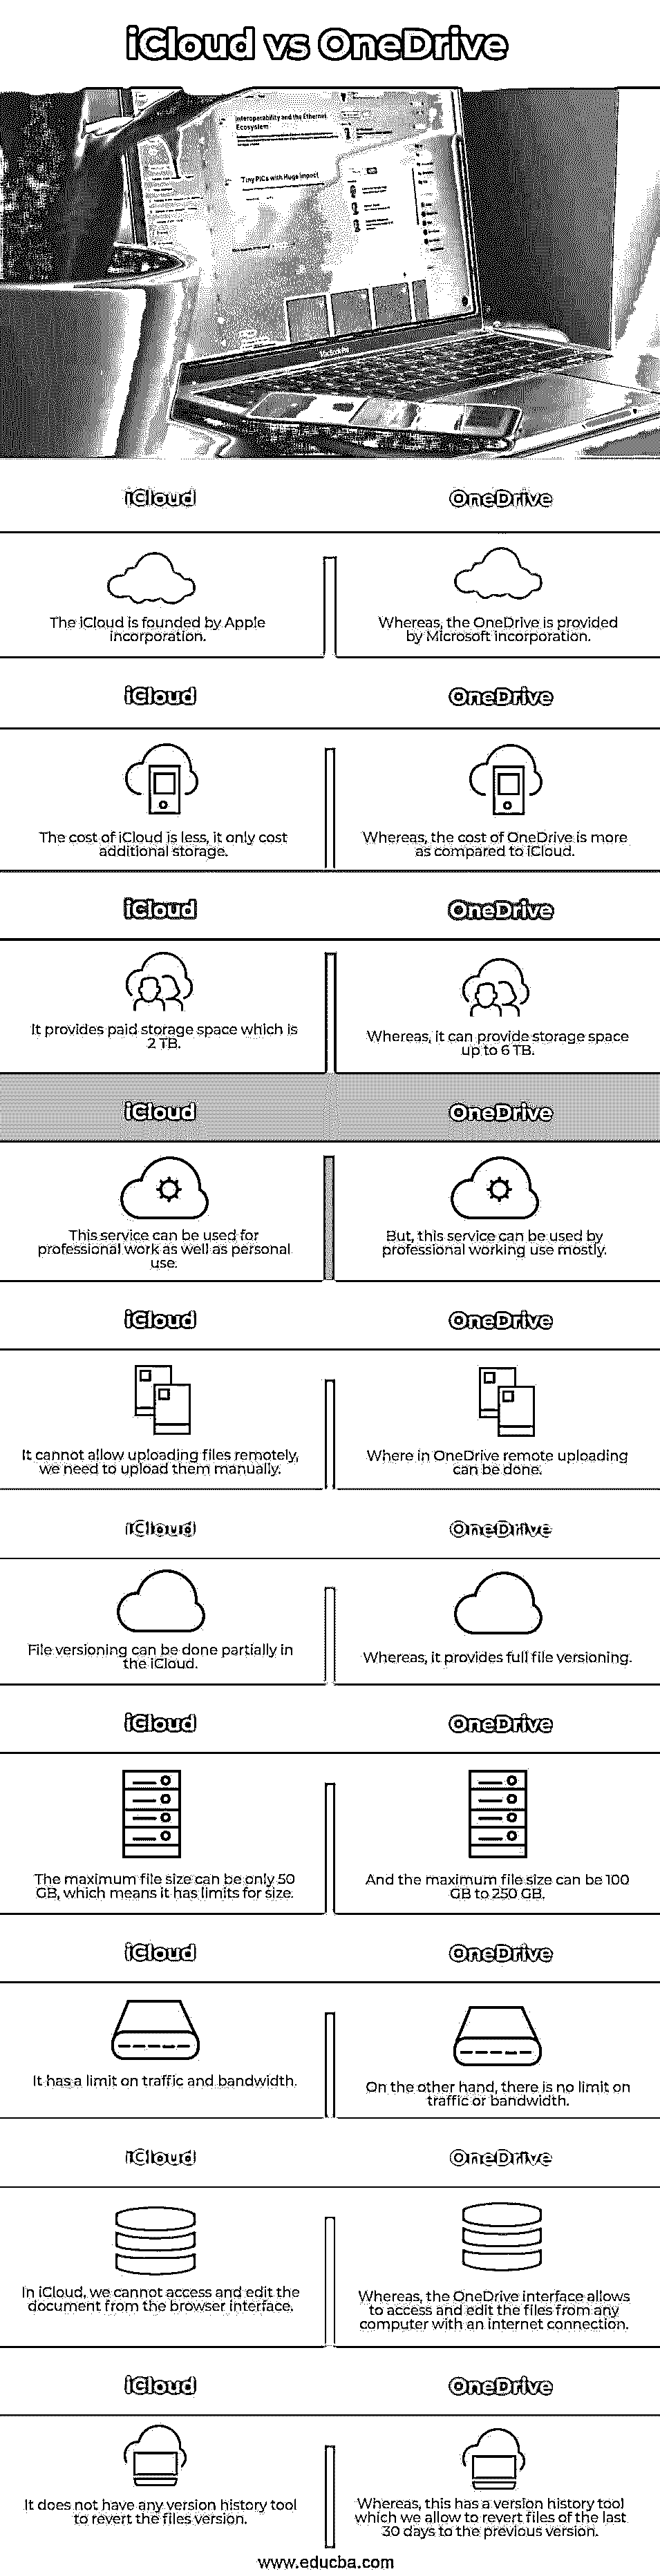 iCloud vs OneDrive
Interoperability and the Ethernet
Ecosystem
Tiny PICs with Huge Impact
MacBook Pro
iCloud
OneDrive
The iCloud is founded by Apple
incorporation.
Whereas, the OneDrive is provided
by Microsoft incorporation.
iCloud
OneDrive
The cost of iCloud is less, it only cost
additional storage.
Whereas, the cost of OneDrive is more
as compared to iCloud.
iCloud
OneDrive
It provides paid storage space which is
2 TB.
Whereas, it can provide storage space
up to 6 TB.
iCloud
OneDrive
This service can be used for
professional work as well as personal
use.
But, this service can be used by
professional working use mostly.
iCloud
OneDrive
It cannot allow uploading files remotely,
we need to upload them manually.
Where in OneDrive remote uploading
can be done.
iCloud
OneDrive
File versioning can be done partially in
the iCloud.
Whereas, it provides full file versioning.
iCloud
OneDrive
The maximum file size can be only 50
GB, which means it has limits for size.
And the maximum file size can be 100
GB to 250 GB.
iCloud
OneDrive
It has a limit on traffic and bandwidth.
On the other hand, there is no limit on
traffic or bandwidth.
iCloud
OneDrive
In iCloud, we cannot access and edit the
document from the browser interface.
Whereas, the OneDrive interface allows
to access and edit the files from any
computer with an internet connection.
iCloud
OneDrive
It does not have any version history tool
to revert the files version.
Whereas, this has a version history tool
which we allow to revert files of the last
30 days to the previous version.
www.educba.com